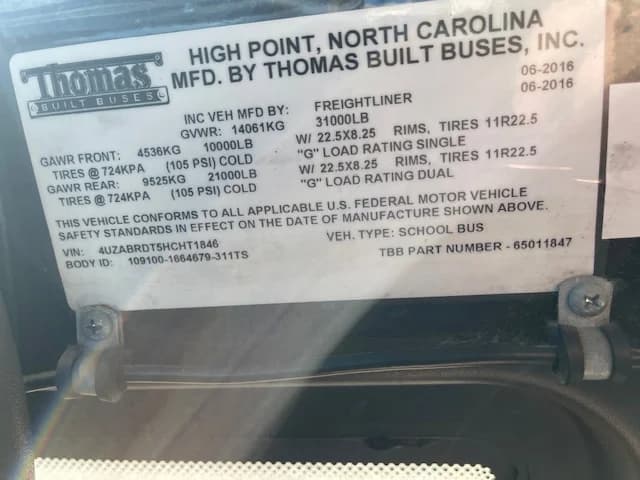 Thomas
BUILT BUSES
HIGH POINT, NORTH CAROLINA
MFD. BY THOMAS BUILT BUSES, INC.
06-2016
INC VEH MFD BY: FREIGHTLINER 06-2016
GVWR: 14061KG 31000LB
GAWR FRONT: 4536KG 10000LB W/ 22.5X8.25 RIMS, TIRES 11R22.5
TIRES @ 724KPA (105 PSI) COLD "G" LOAD RATING SINGLE
GAWR REAR: 9525KG 21000LB W/ 22.5X8.25 RIMS, TIRES 11R22.5
TIRES @ 724KPA (105 PSI) COLD "G" LOAD RATING DUAL
THIS VEHICLE CONFORMS TO ALL APPLICABLE U.S. FEDERAL MOTOR VEHICLE
SAFETY STANDARDS IN EFFECT ON THE DATE OF MANUFACTURE SHOWN ABOVE.
VIN: 4UZABRDT5HCHT1846 VEH. TYPE: SCHOOL BUS
BODY ID: 109100-1664679-311TS TBB PART NUMBER - 65011847